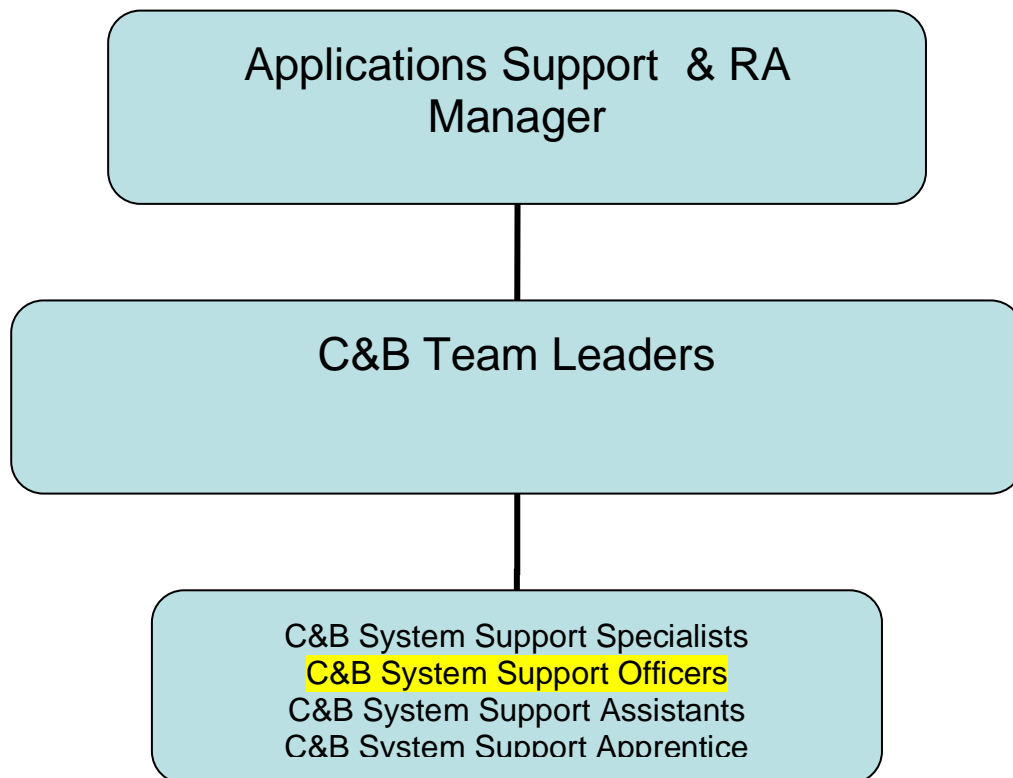 Applications Support & RA
Manager
C&B Team Leaders
C&B System Support Specialists
C&B System Support Officers
C&B System Support Assistants
C&B System Support Apprentice